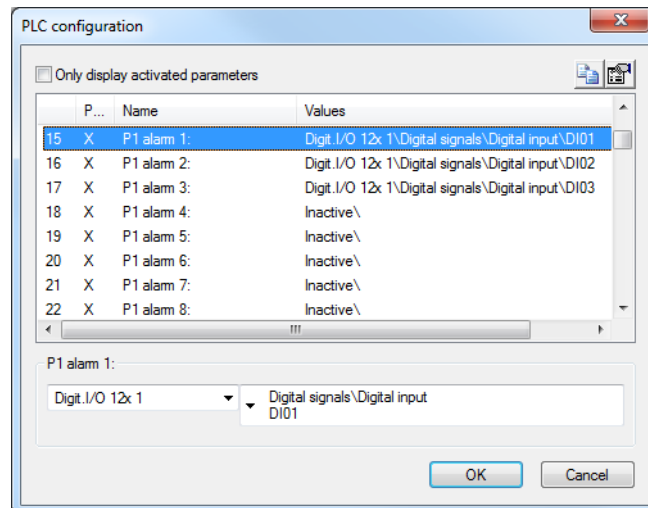 PLC configuration
Only display activated parameters
P... Name Values
15 X P1 alarm 1: Digit.I/O 12x 1\Digital signals\Digital input\DI01
16 X P1 alarm 2: Digit.I/O 12x 1\Digital signals\Digital input\DI02
17 X P1 alarm 3: Digit.I/O 12x 1\Digital signals\Digital input\DI03
18 X P1 alarm 4: Inactive\
19 X P1 alarm 5: Inactive\
20 X P1 alarm 6: Inactive\
21 X P1 alarm 7: Inactive\
22 X P1 alarm 8: Inactive\
P1 alarm 1:
Digit.I/O 12x 1 Digital signals\Digital input
DI01
OK Cancel